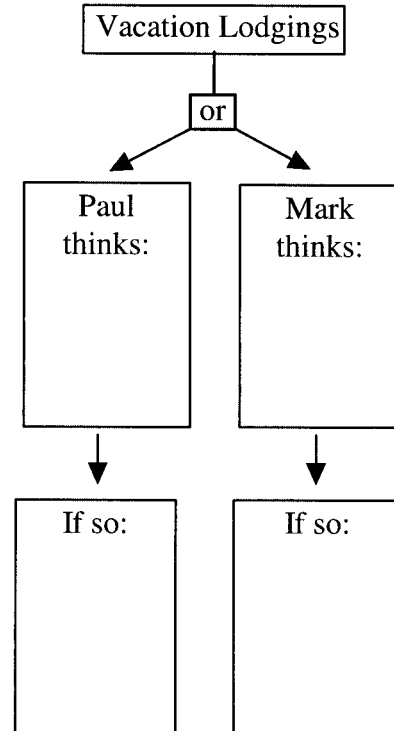 Vacation Lodgings
or
Paul
thinks:
Mark
thinks:
If so:
If so: